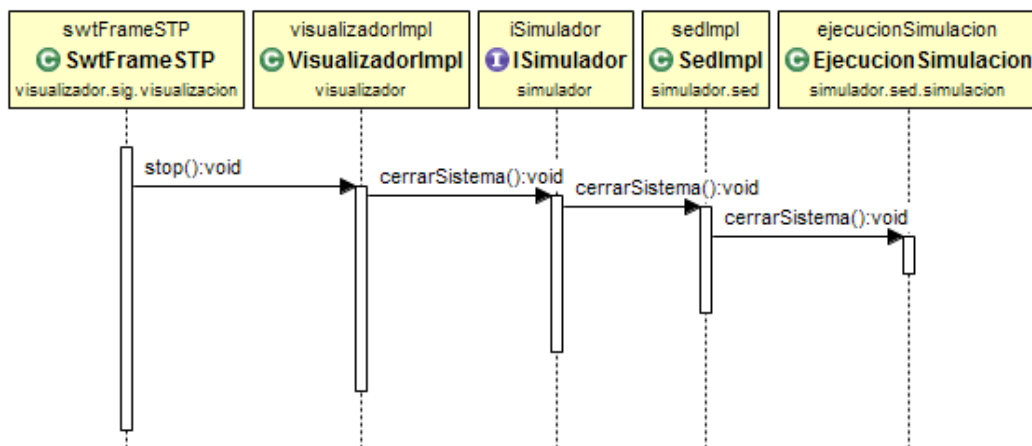 swtFrameSTP
C SwtFrameSTP
visualizador.sig.visualizacion
visualizadorImpl
C VisualizadorImpl
visualizador
iSimulador
I ISimulador
simulador
sedImpl
C SedImpl
simulador.sed
ejecucionSimulacion
C EjecucionSimulacion
simulador.sed.simulacion
stop():void
cerrarSistema():void
cerrarSistema():void
cerrarSistema():void